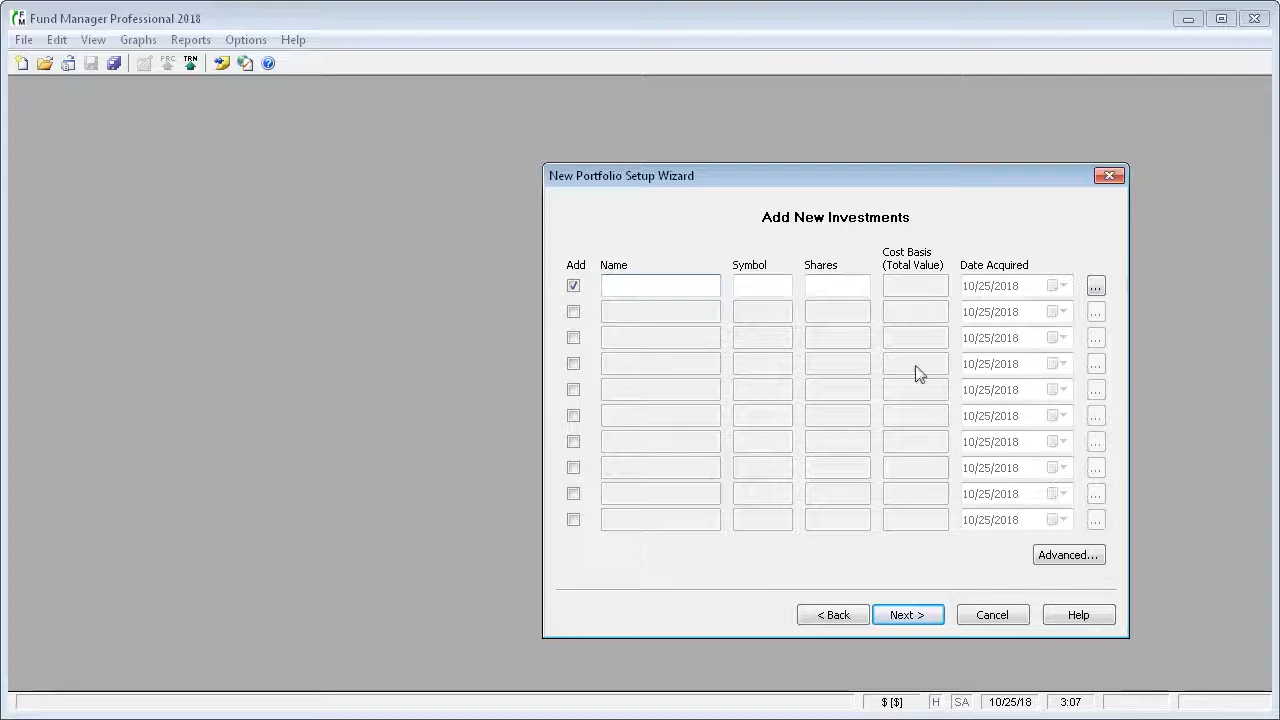 Fund Manager Professional 2018
File Edit View Graphs Reports Options Help
PRC TRN
New Portfolio Setup Wizard
Add New Investments
Add Name Symbol Shares Cost Basis (Total Value) Date Acquired
10/25/2018 ...
10/25/2018 ...
10/25/2018 ...
10/25/2018 ...
10/25/2018 ...
10/25/2018 ...
10/25/2018 ...
10/25/2018 ...
10/25/2018 ...
10/25/2018 ...
Advanced...
< Back Next > Cancel Help
$ [$] H SA 10/25/18 3:07